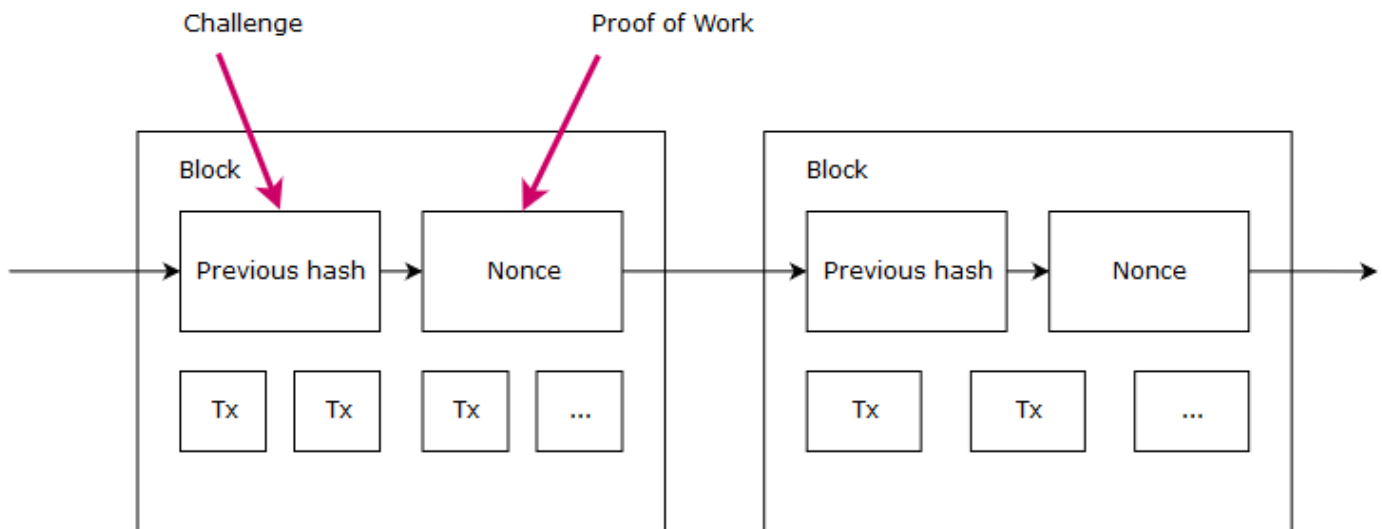 Challenge
Proof of Work
Block
Previous hash
Nonce
Tx
Tx
Tx
...
Block
Previous hash
Nonce
Tx
Tx
...